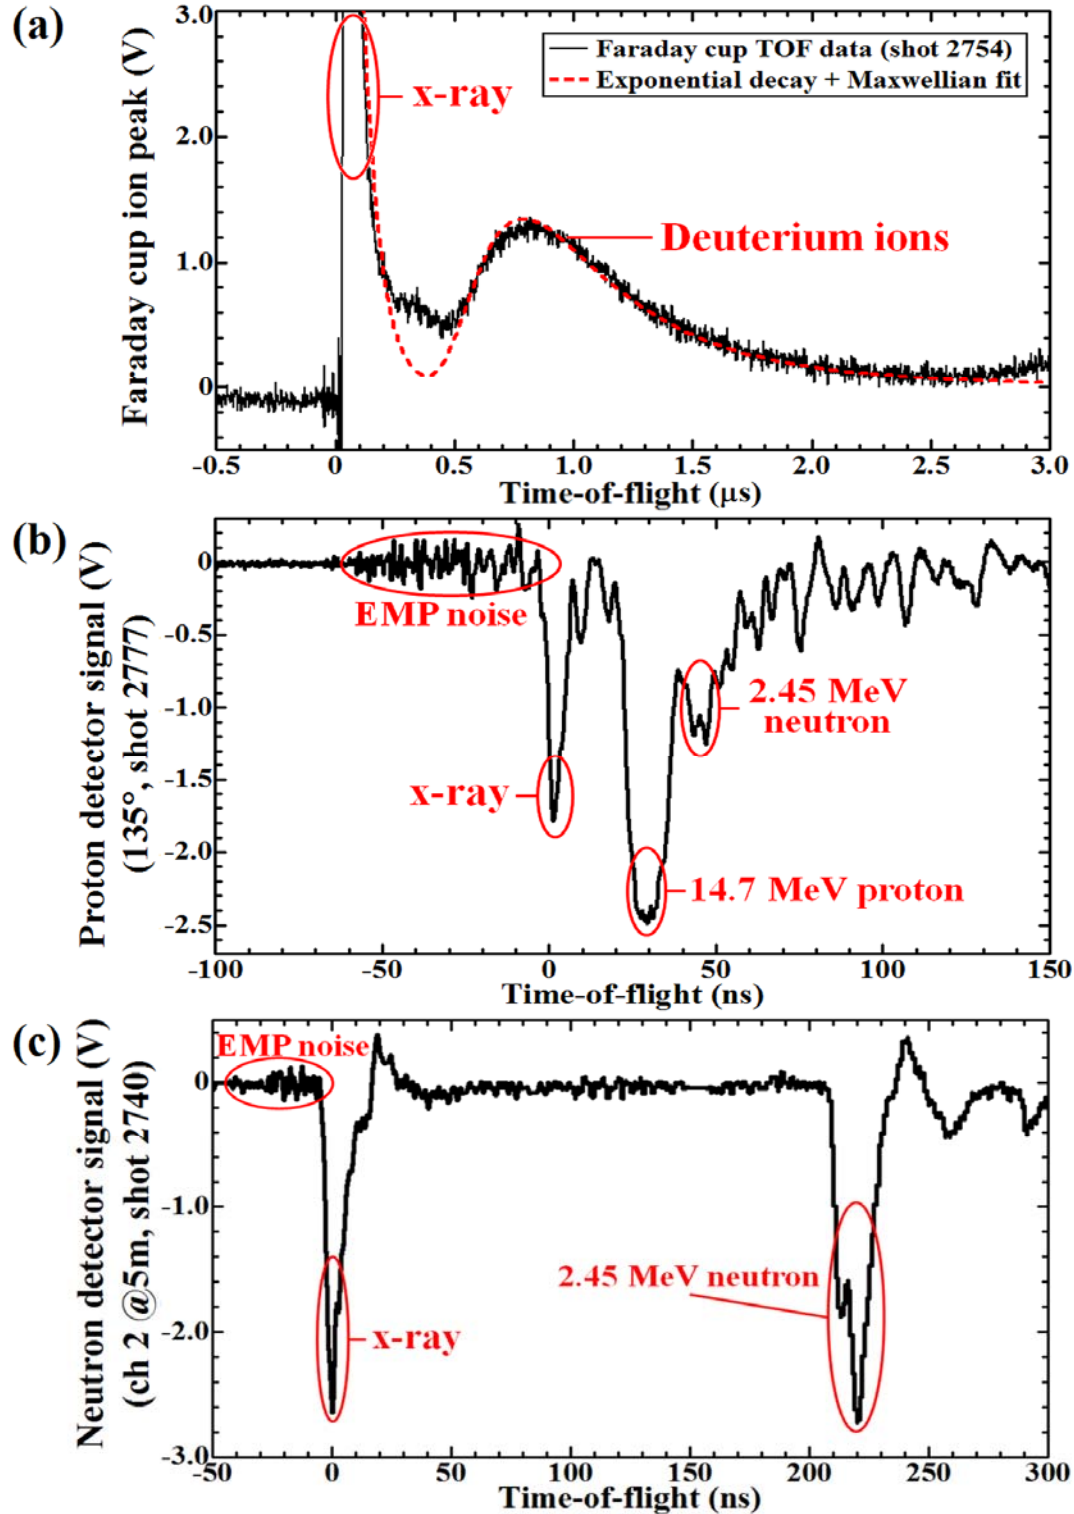 (a)
Faraday cup ion peak (V)
3.0
2.0
1.0
0
Faraday cup TOF data (shot 2754)
Exponential decay + Maxwellian fit
x-ray
Deuterium ions
-0.5 0 0.5 1.0 1.5 2.0 2.5 3.0
Time-of-flight (μs)
(b)
Proton detector signal (V)
(135°, shot 2777)
0
-0.5
-1.0
-1.5
-2.0
-2.5
EMP noise
2.45 MeV
neutron
x-ray
14.7 MeV proton
-100 -50 0 50 100 150
Time-of-flight (ns)
(c)
Neutron detector signal (V)
(ch 2 @5m, shot 2740)
0
-1.0
-2.0
-3.0
EMP noise
2.45 MeV neutron
x-ray
-50 0 50 100 150 200 250 300
Time-of-flight (ns)